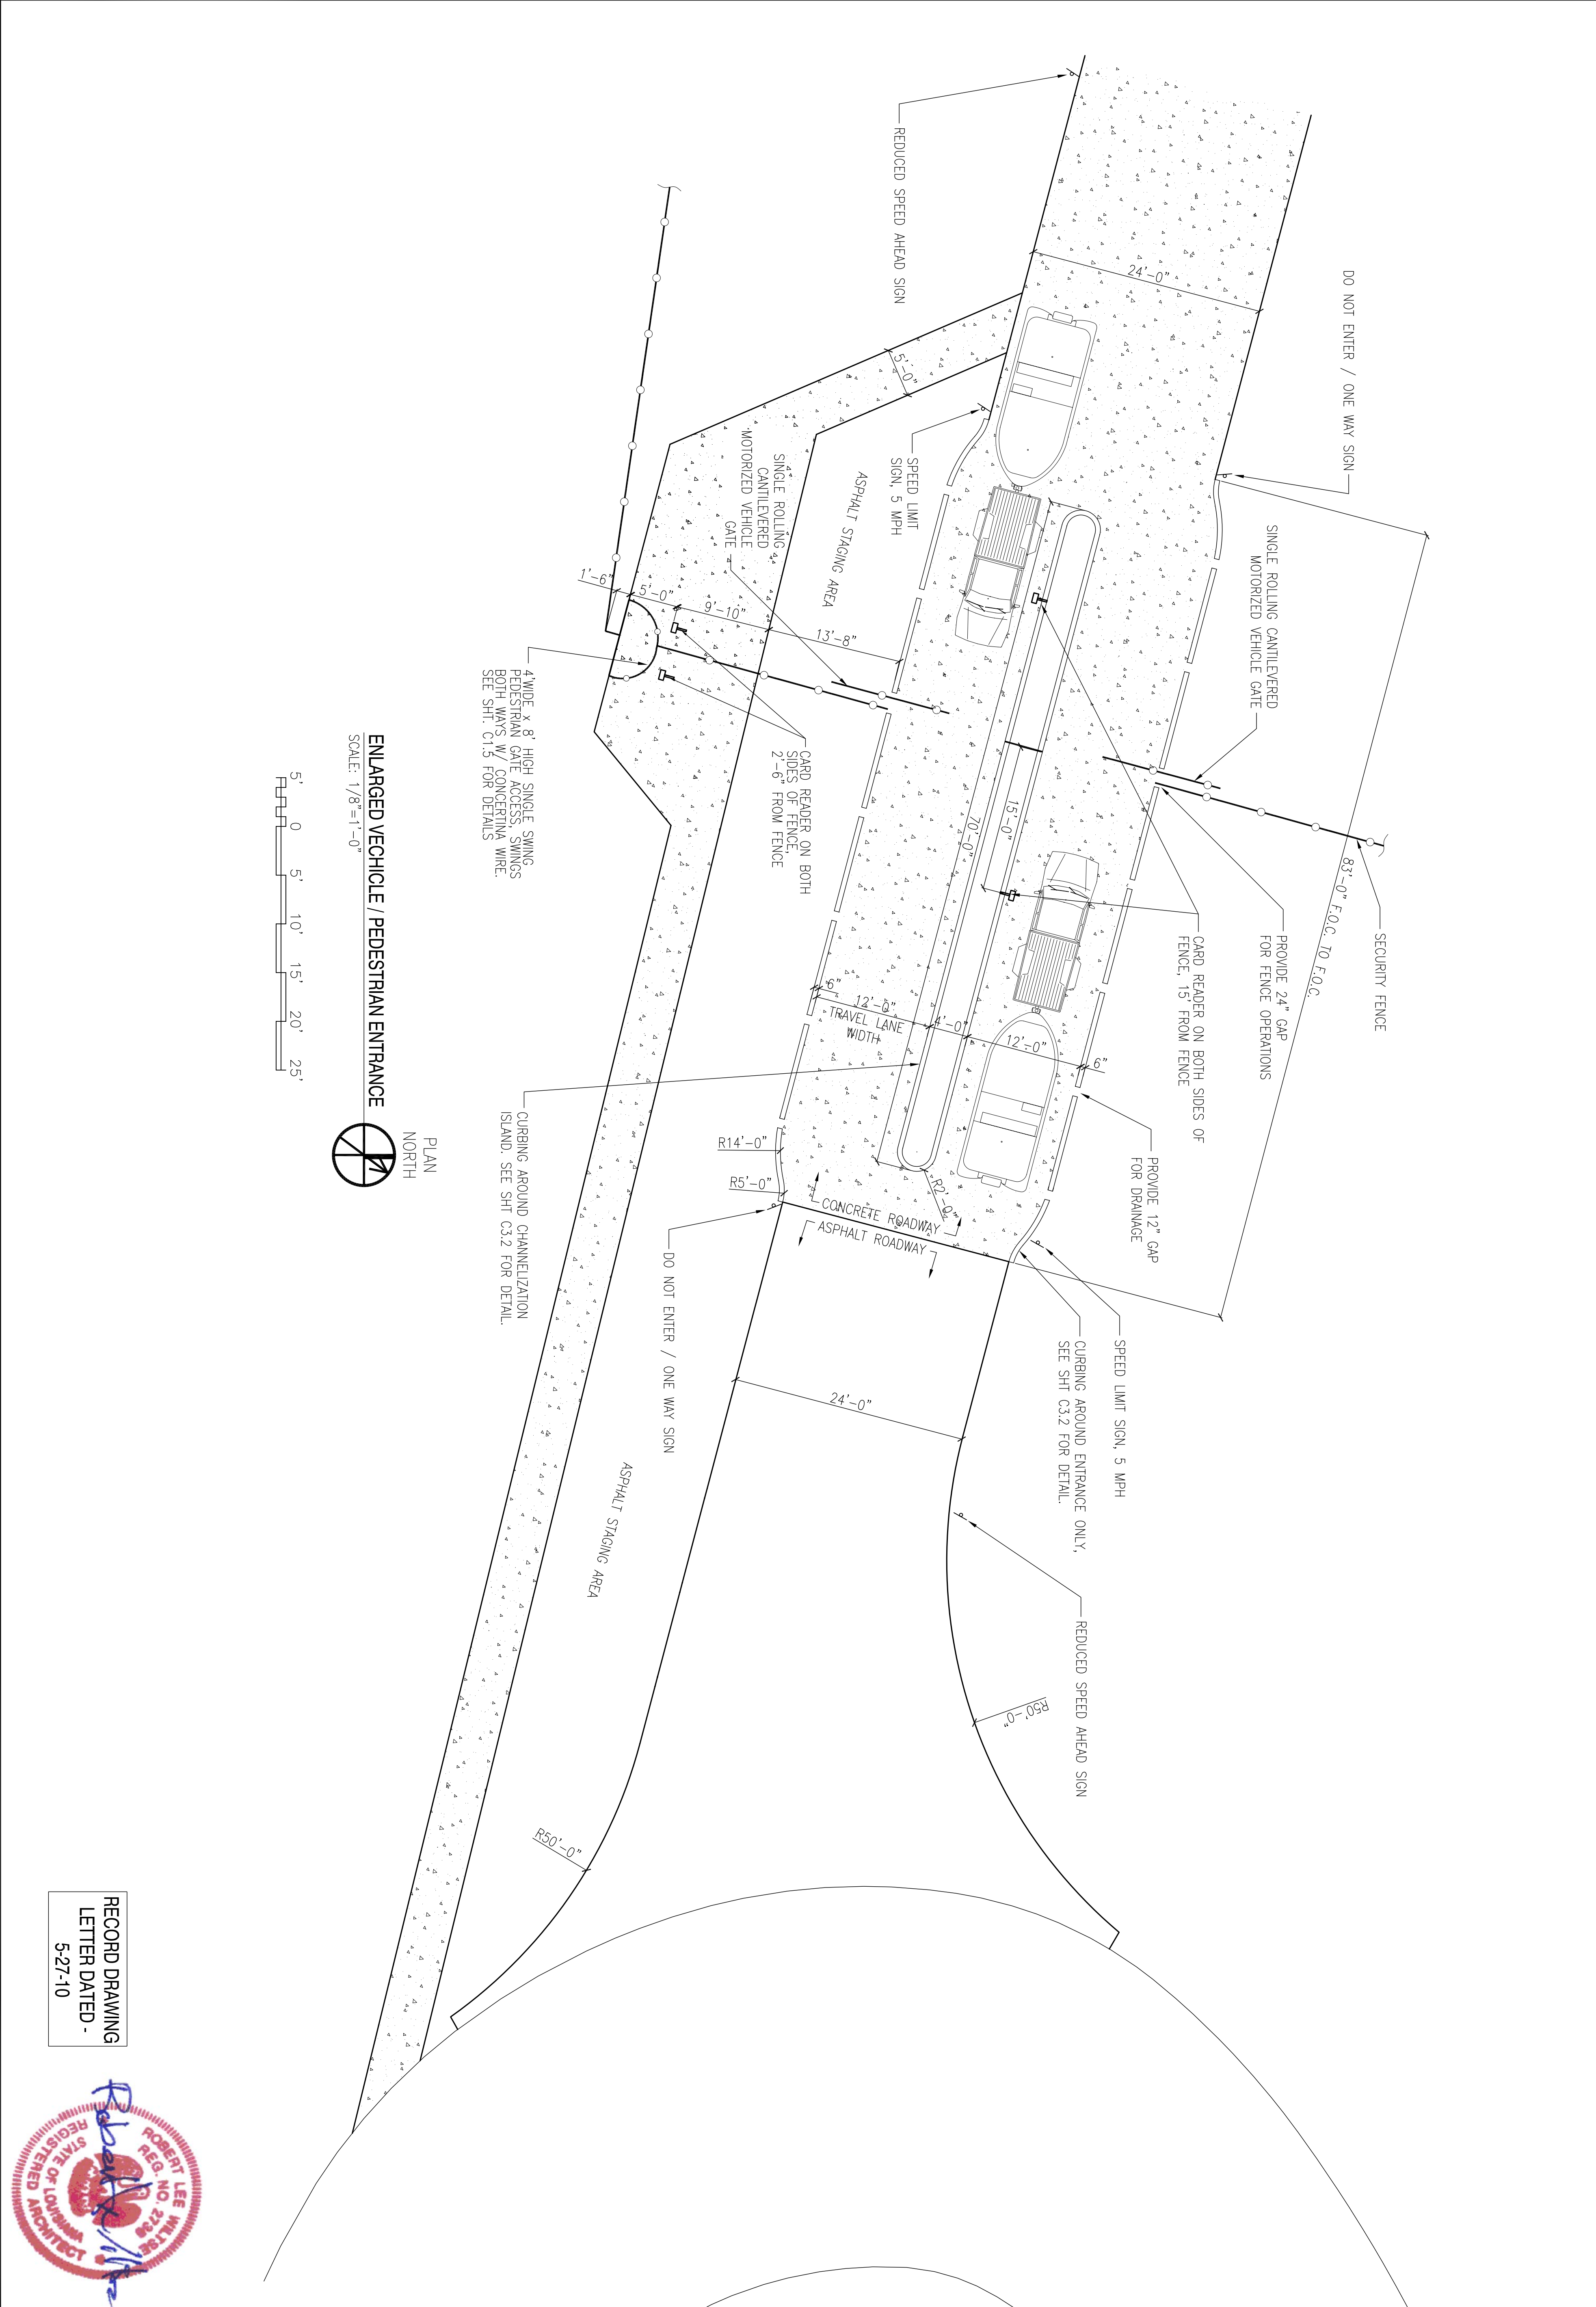 REDUCED SPEED AHEAD SIGN
DO NOT ENTER / ONE WAY SIGN
24'-0"
5'-0"
SPEED LIMIT
SIGN, 5 MPH
ASPHALT STAGING AREA
SINGLE ROLLING
CANTILEVERED
MOTORIZED VEHICLE
GATE
SINGLE ROLLING CANTILEVERED
MOTORIZED VEHICLE GATE
1'-6"
5'-0"
9'-10"
13'-8"
4'WIDE x 8' HIGH SINGLE SWING
PEDESTRIAN GATE ACCESS, SWINGS
BOTH WAYS W/ CONCERTINA WIRE.
SEE SHT. C1.5 FOR DETAILS
CARD READER ON BOTH
SIDES OF FENCE,
2'-6" FROM FENCE
15'-0"
70'-0"
83'-0" F.O.C. TO F.O.C.
SECURITY FENCE
PROVIDE 24" GAP
FOR FENCE OPERATIONS
CARD READER ON BOTH SIDES OF
FENCE, 15' FROM FENCE
6"
12'-0"
TRAVEL LANE
WIDTH
4'-0"
12'-0"
6"
PROVIDE 12" GAP
FOR DRAINAGE
CURBING AROUND CHANNELIZATION
ISLAND. SEE SHT C3.2 FOR DETAIL.
R14'-0"
R5'-0"
R2'-0"
CONCRETE ROADWAY
ASPHALT ROADWAY
DO NOT ENTER / ONE WAY SIGN
SPEED LIMIT SIGN, 5 MPH
CURBING AROUND ENTRANCE ONLY,
SEE SHT C3.2 FOR DETAIL.
24'-0"
ASPHALT STAGING AREA
REDUCED SPEED AHEAD SIGN
R50'-0"
R50'-0"
ENLARGED VECHICLE / PEDESTRIAN ENTRANCE
SCALE: 1/8"=1'-0"
PLAN
NORTH
5' 0 5' 10' 15' 20' 25'
RECORD DRAWING
LETTER DATED -
5-27-10
ROBERT LEE WILTSE
REG. NO. 2736
STATE OF LOUISIANA
REGISTERED ARCHITECT